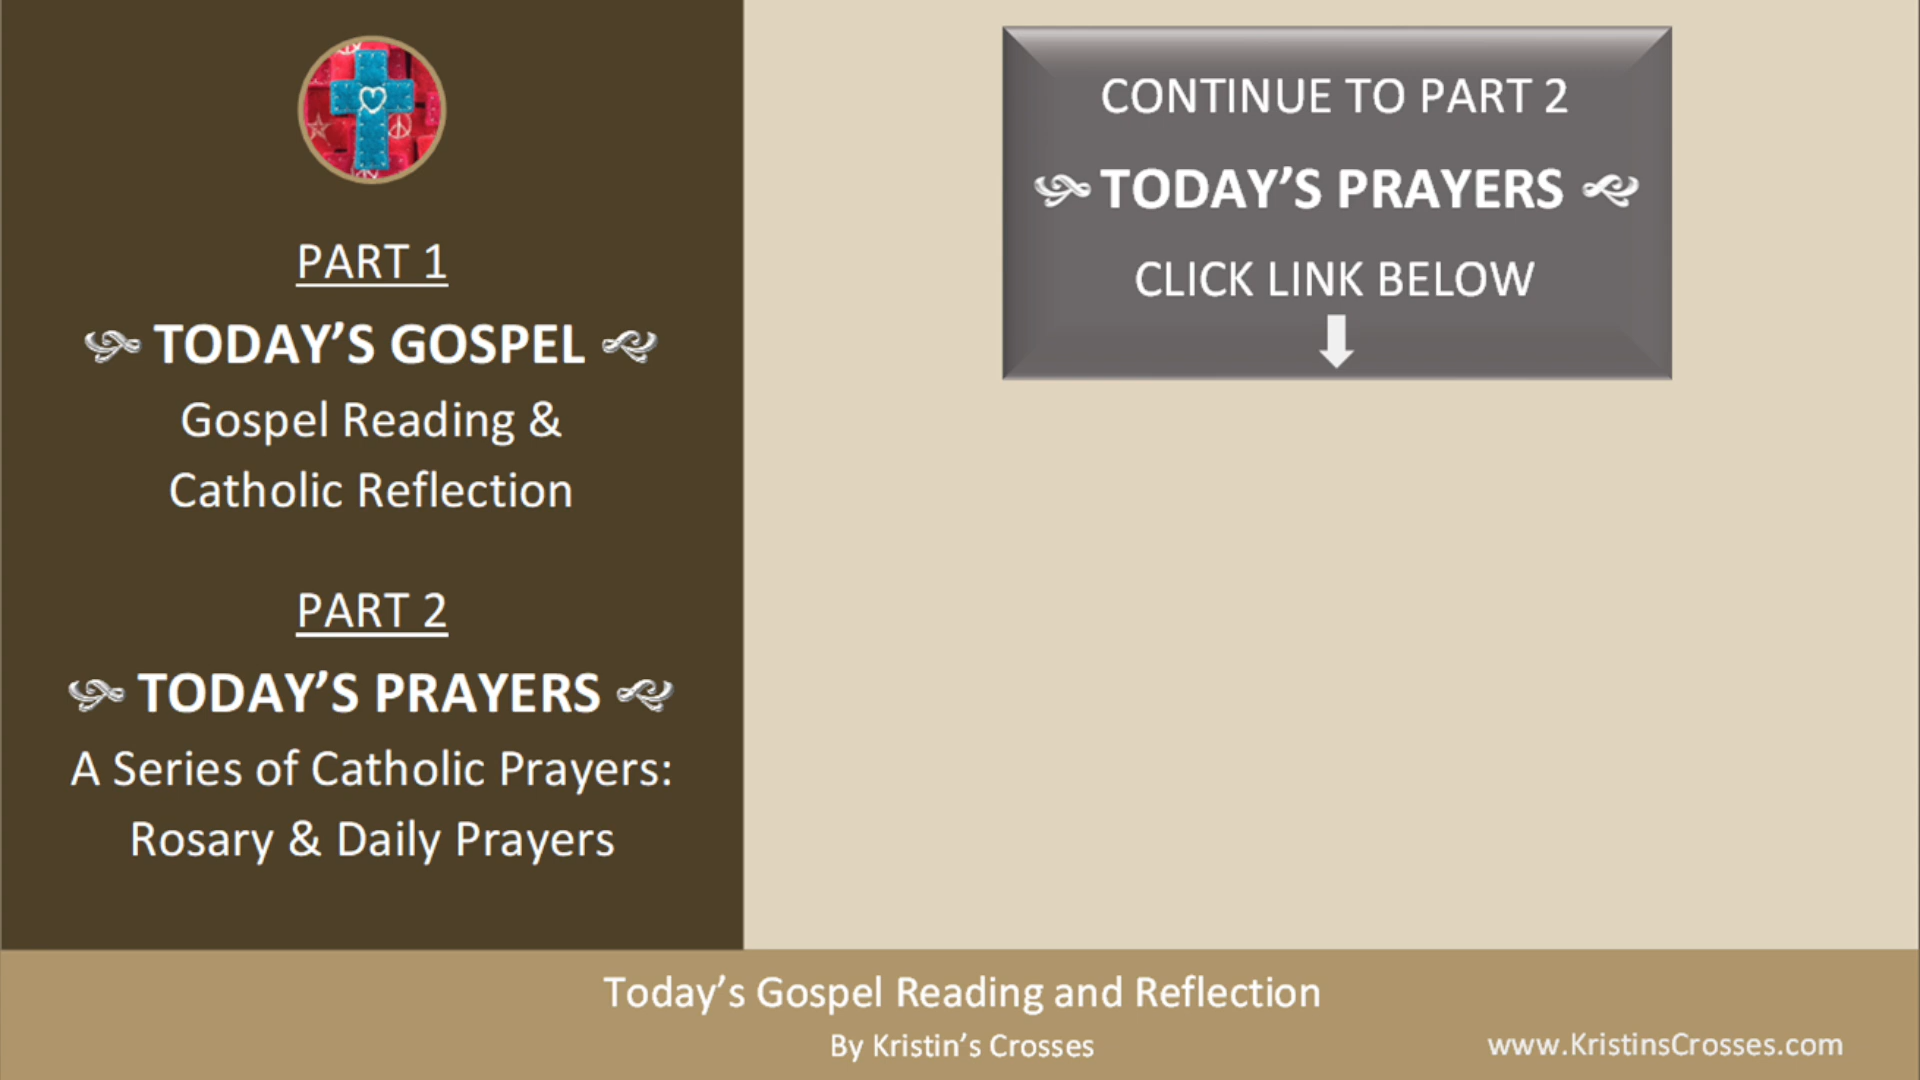 PART 1
TODAY’S GOSPEL
Gospel Reading &
Catholic Reflection
PART 2
TODAY’S PRAYERS
A Series of Catholic Prayers:
Rosary & Daily Prayers
CONTINUE TO PART 2
TODAY’S PRAYERS
CLICK LINK BELOW
Today’s Gospel Reading and Reflection
By Kristin’s Crosses
www.KristinsCrosses.com